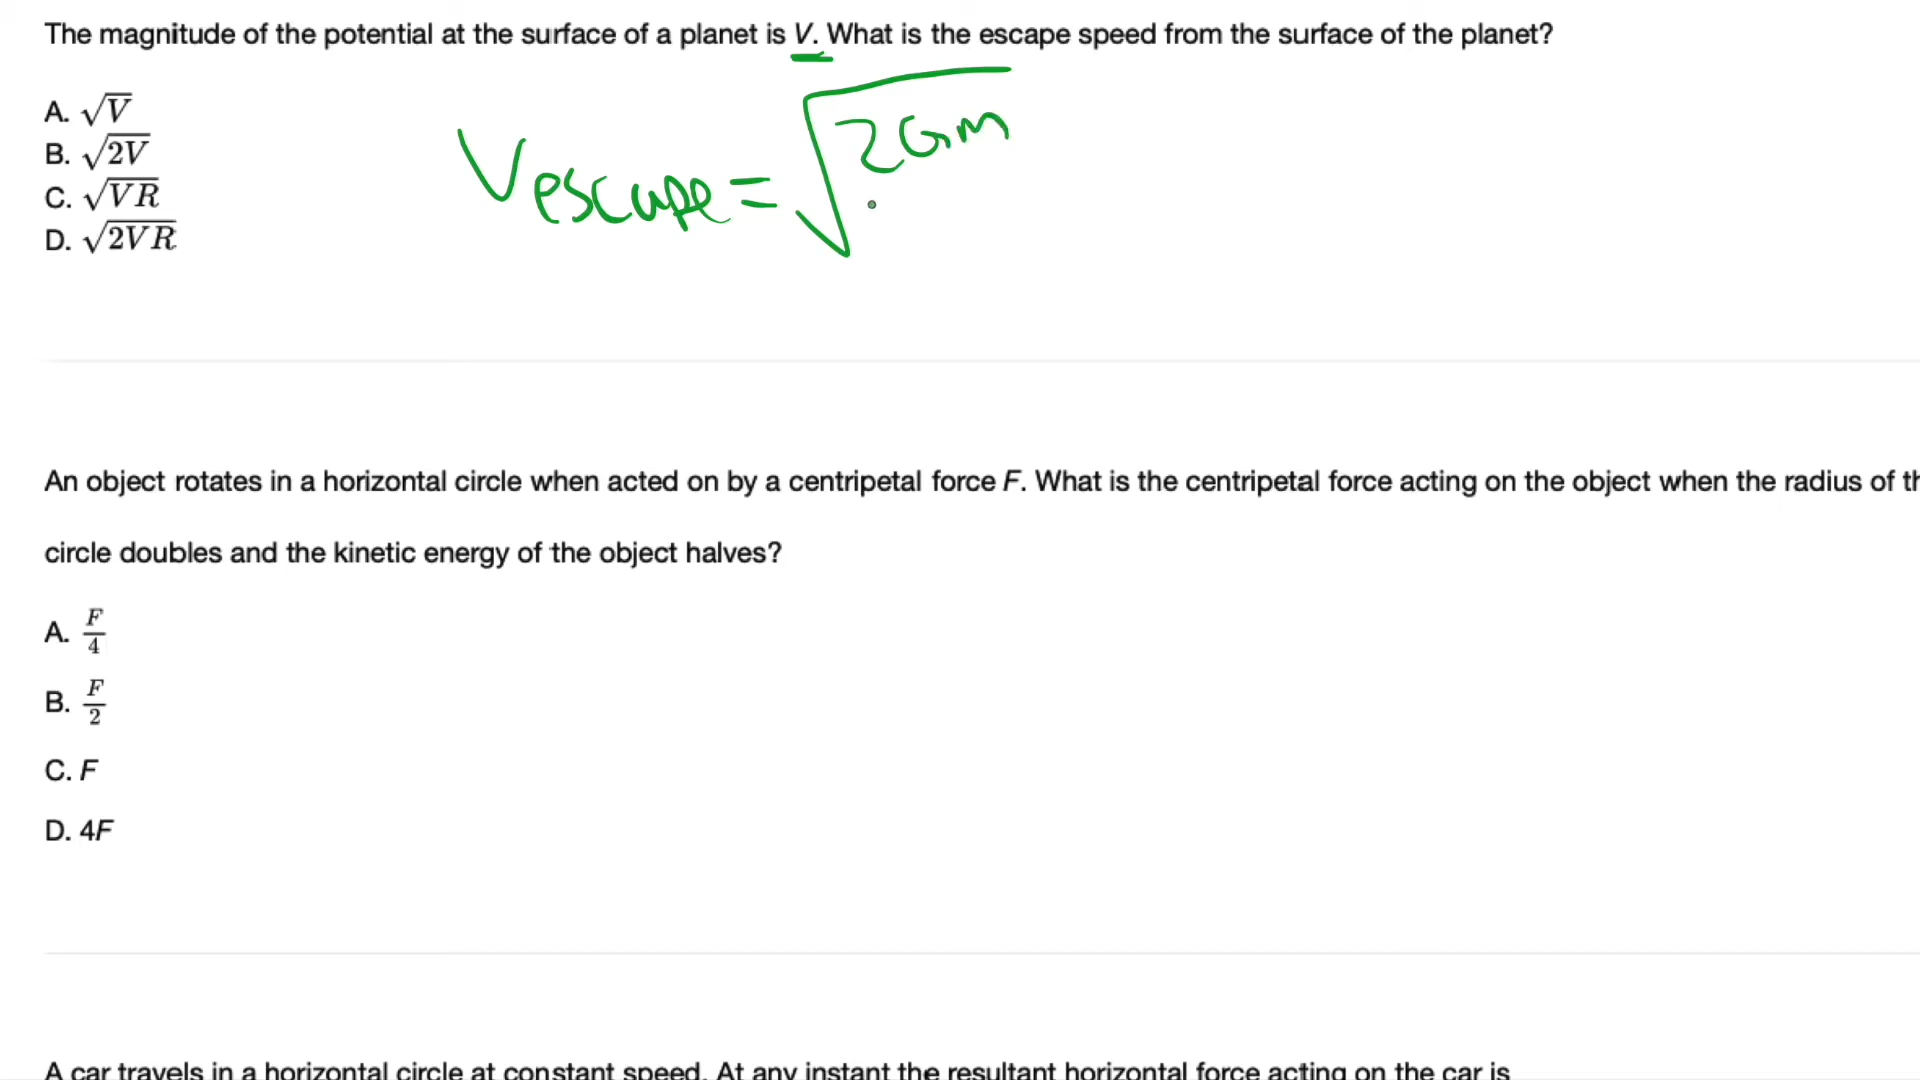 The magnitude of the potential at the surface of a planet is V. What is the escape speed from the surface of the planet?
A. √V
B. √2V
C. √VR
D. √2VR
Vescape = √2Gm
An object rotates in a horizontal circle when acted on by a centripetal force F. What is the centripetal force acting on the object when the radius of th
circle doubles and the kinetic energy of the object halves?
A. F/4
B. F/2
C. F
D. 4F
A car travels in a horizontal circle at constant speed. At any instant the resultant horizontal force acting on the car is